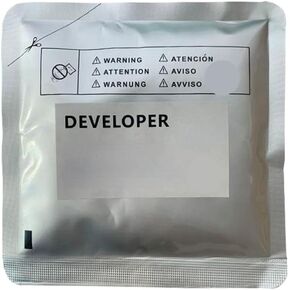 ⚠ WARNING ⚠ ATENCIÓN
⚠ ATTENTION ⚠ AVISO
⚠ WARNUNG ⚠ AVVISO
DEVELOPER